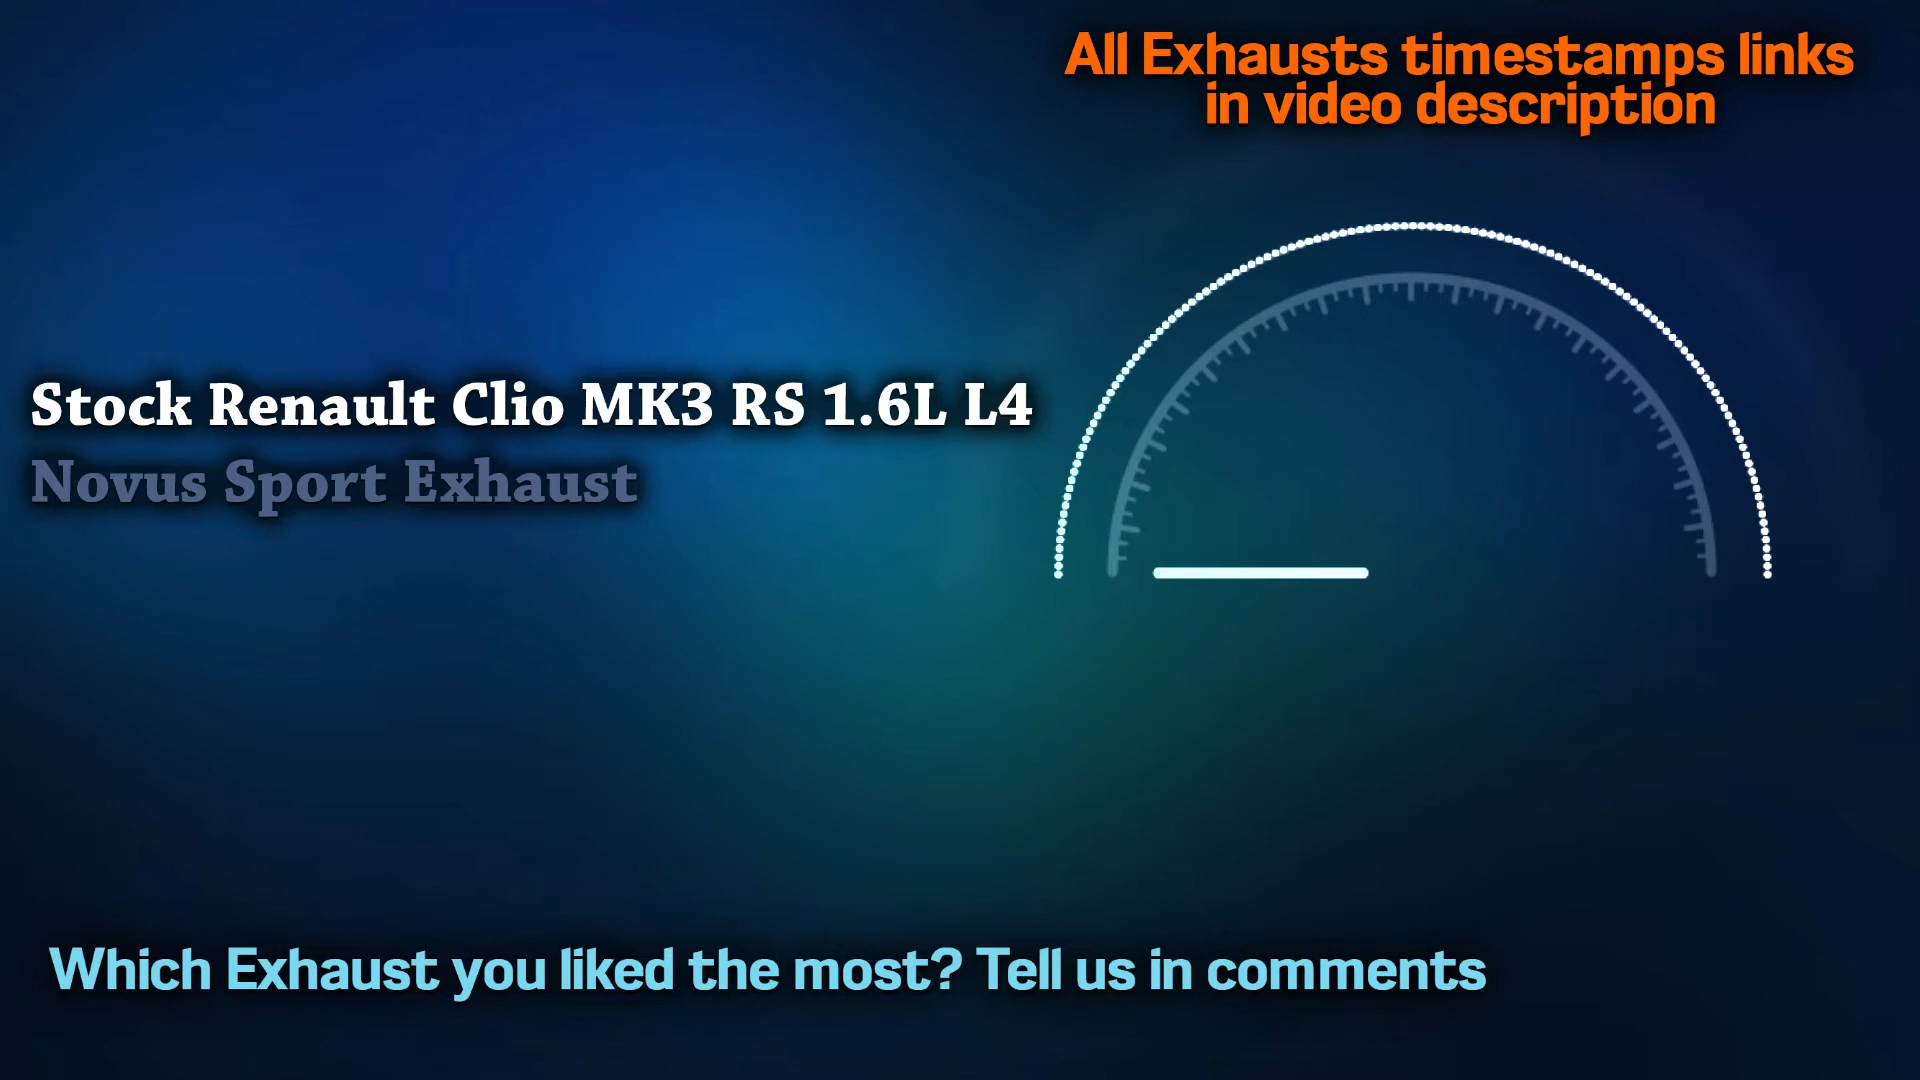 All Exhausts timestamps links
in video description
Stock Renault Clio MK3 RS 1.6L L4
Novus Sport Exhaust
Which Exhaust you liked the most? Tell us in comments